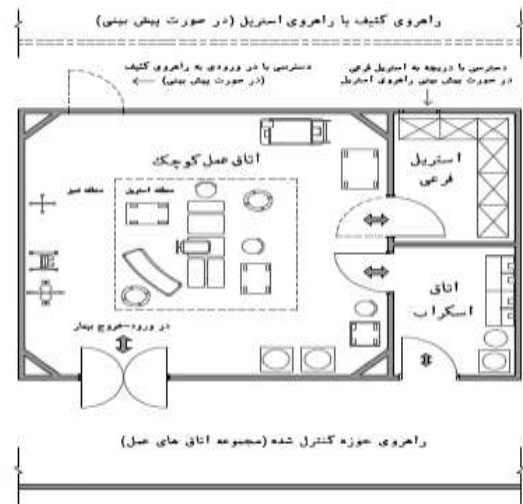 راهروی کثیف یا راهروی استریل (در صورت پیش بینی)
دسترسی با در ورودی به راهروی کثیف
(در صورت پیش بینی)
دسترسی با دریچه به استریل فرعی
در صورت پیش بینی راهروی استریل
اتاق عمل کوچک
استریل
فرعی
منطقه استریل
منطقه تمیز
اتاق
اسکراب
در ورود-خروج بیمار
راهروی حوزه کنترل شده (مجموعه اتاق های عمل)